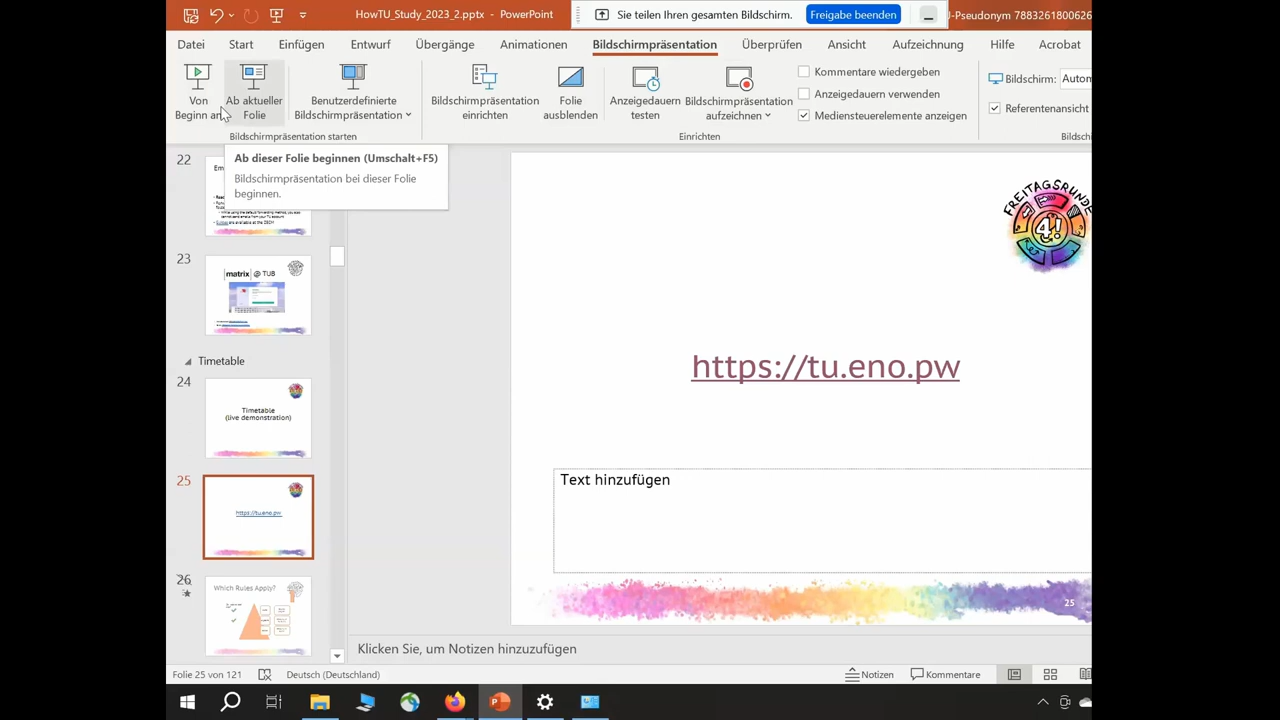 HowTU_Study_2023_2.pptx - PowerPoint
Sie teilen Ihren gesamten Bildschirm.
Freigabe beenden
J-Pseudonym 7883261800626
Datei
Start
Einfügen
Entwurf
Übergänge
Animationen
Bildschirmpräsentation
Überprüfen
Ansicht
Aufzeichnung
Hilfe
Acrobat
Von
Beginn an
Ab aktueller
Folie
Benutzerdefinierte
Bildschirmpräsentation
Bildschirmpräsentation starten
Bildschirmpräsentation
einrichten
Folie
ausblenden
Anzeigedauern
testen
Bildschirmpräsentation
aufzeichnen
Kommentare wiedergeben
Anzeigedauern verwenden
Mediensteuerelemente anzeigen
Einrichten
Bildschirm:
Autom
Referentenansicht
Bildsch
Ab dieser Folie beginnen (Umschalt+F5)
Bildschirmpräsentation bei dieser Folie
beginnen.
22
23
matrix @ TUB
Timetable
24
Timetable
(live demonstration)
25
https://tu.eno.pw
26
Which Rules Apply?
FREITAGSRUNDE
4!
https://tu.eno.pw
Text hinzufügen
25
Klicken Sie, um Notizen hinzuzufügen
Folie 25 von 121
Deutsch (Deutschland)
Notizen
Kommentare